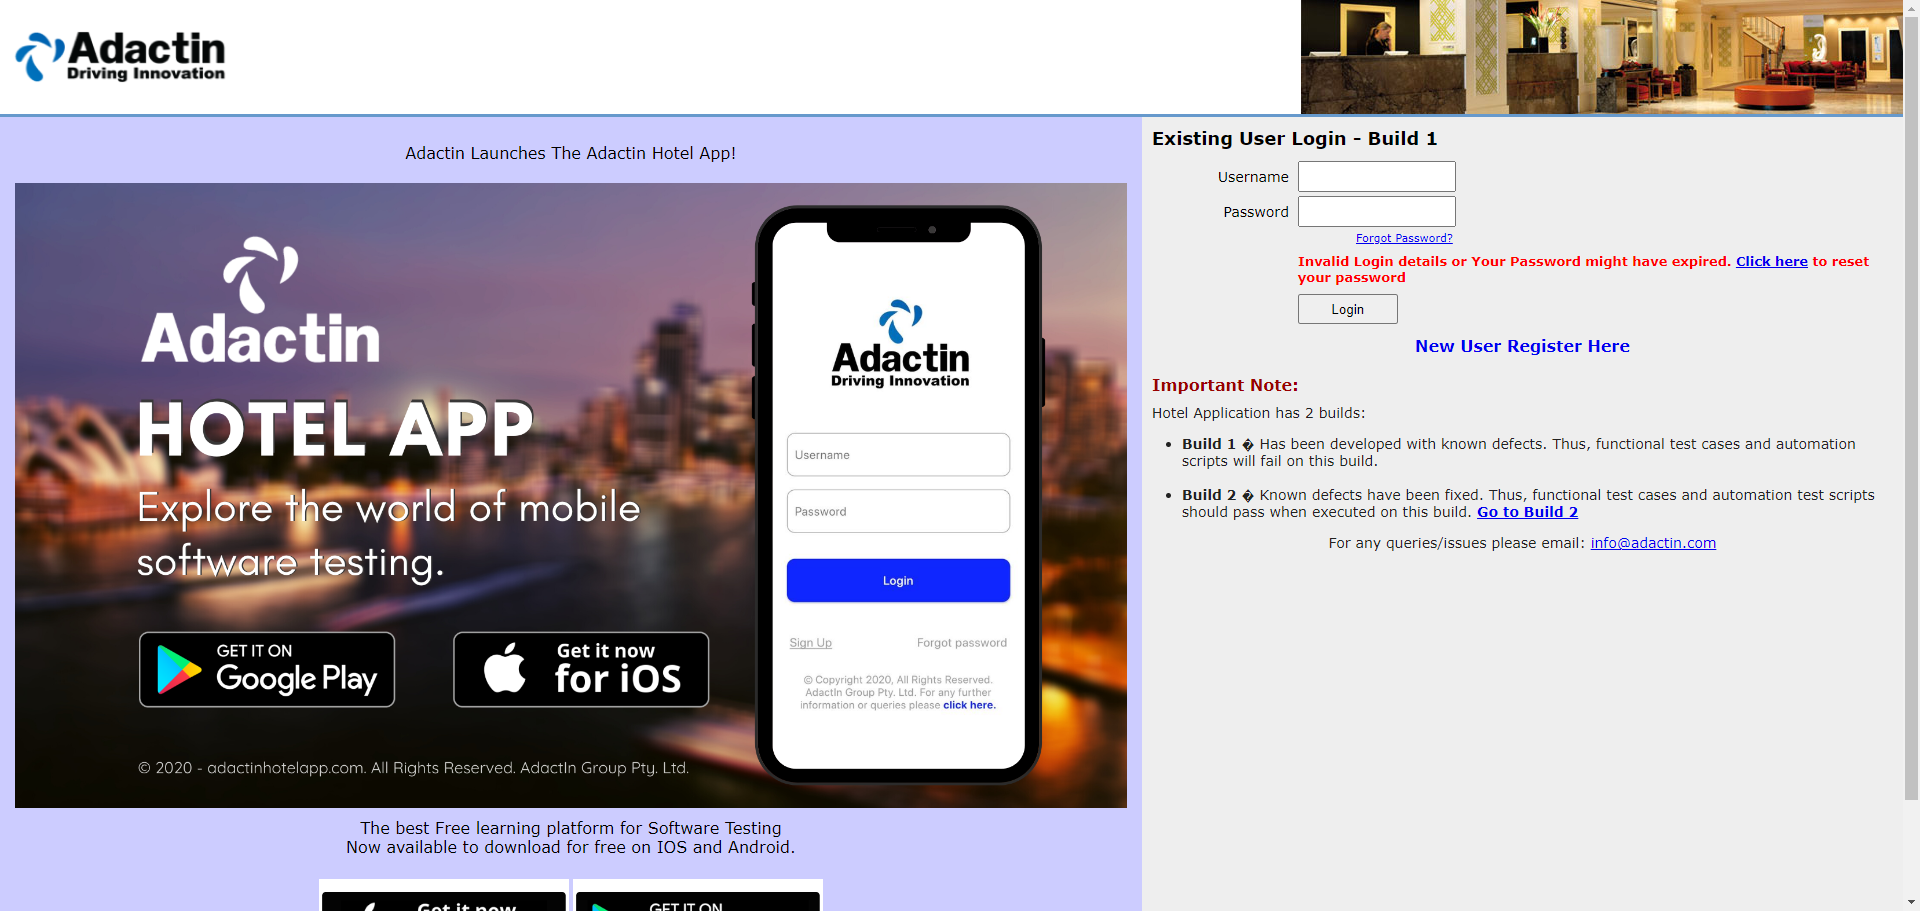 Adactin
Driving Innovation
Adactin Launches The Adactin Hotel App!
Adactin
HOTEL APP
Explore the world of mobile
software testing.
GET IT ON
Google Play
Get it now
for iOS
© 2020 - adactinhotelapp.com. All Rights Reserved. AdactIn Group Pty. Ltd.
Adactin
Driving Innovation
Username
Password
Login
Sign Up Forgot password
© Copyright 2020, All Rights Reserved.
AdactIn Group Pty. Ltd. For any further
information or queries please click here.
The best Free learning platform for Software Testing
Now available to download for free on IOS and Android.
Get it now
GET IT ON
Existing User Login - Build 1
Username
Password
Forgot Password?
Invalid Login details or Your Password might have expired. Click here to reset
your password
Login
New User Register Here
Important Note:
Hotel Application has 2 builds:
• Build 1 � Has been developed with known defects. Thus, functional test cases and automation
scripts will fail on this build.
• Build 2 � Known defects have been fixed. Thus, functional test cases and automation test scripts
should pass when executed on this build. Go to Build 2
For any queries/issues please email: info@adactin.com